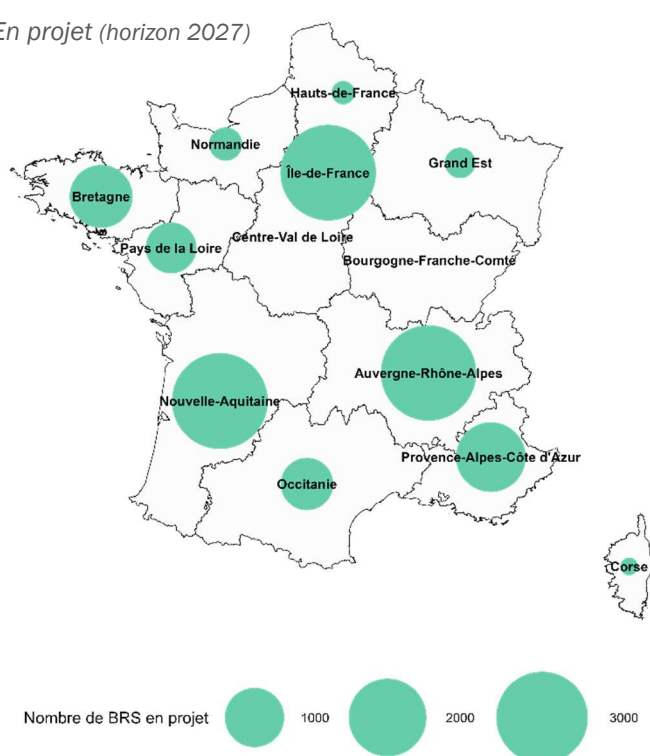 En projet (horizon 2027)
Hauts-de-France
Normandie
Île-de-France
Grand Est
Bretagne
Pays de la Loire
Centre-Val de Loire
Bourgogne-Franche-Comté
Auvergne-Rhône-Alpes
Nouvelle-Aquitaine
Provence-Alpes-Côte d'Azur
Occitanie
Corse
Nombre de BRS en projet 1000 2000 3000